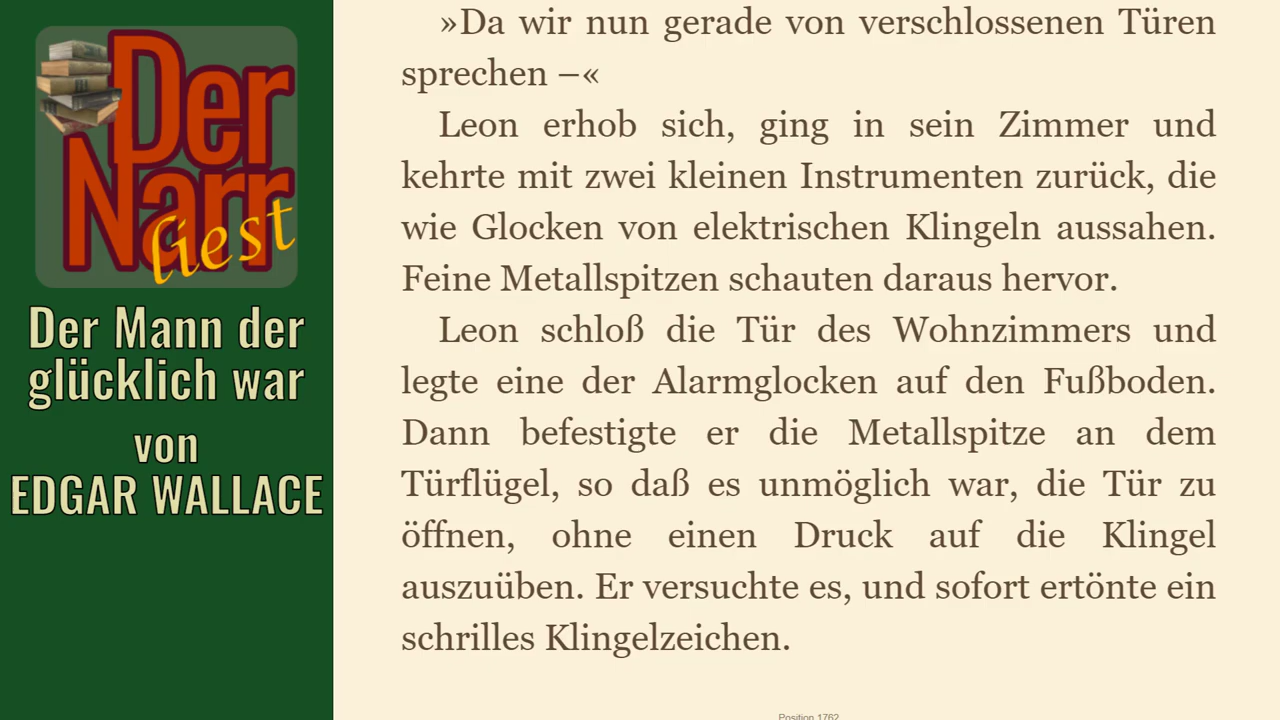 Der
Narr
liest
Der Mann der
glücklich war
von
EDGAR WALLACE
»Da wir nun gerade von verschlossenen Türen
sprechen –«
Leon erhob sich, ging in sein Zimmer und
kehrte mit zwei kleinen Instrumenten zurück, die
wie Glocken von elektrischen Klingeln aussahen.
Feine Metallspitzen schauten daraus hervor.
Leon schloß die Tür des Wohnzimmers und
legte eine der Alarmglocken auf den Fußboden.
Dann befestigte er die Metallspitze an dem
Türflügel, so daß es unmöglich war, die Tür zu
öffnen, ohne einen Druck auf die Klingel
auszuüben. Er versuchte es, und sofort ertönte ein
schrilles Klingelzeichen.
Position 1762